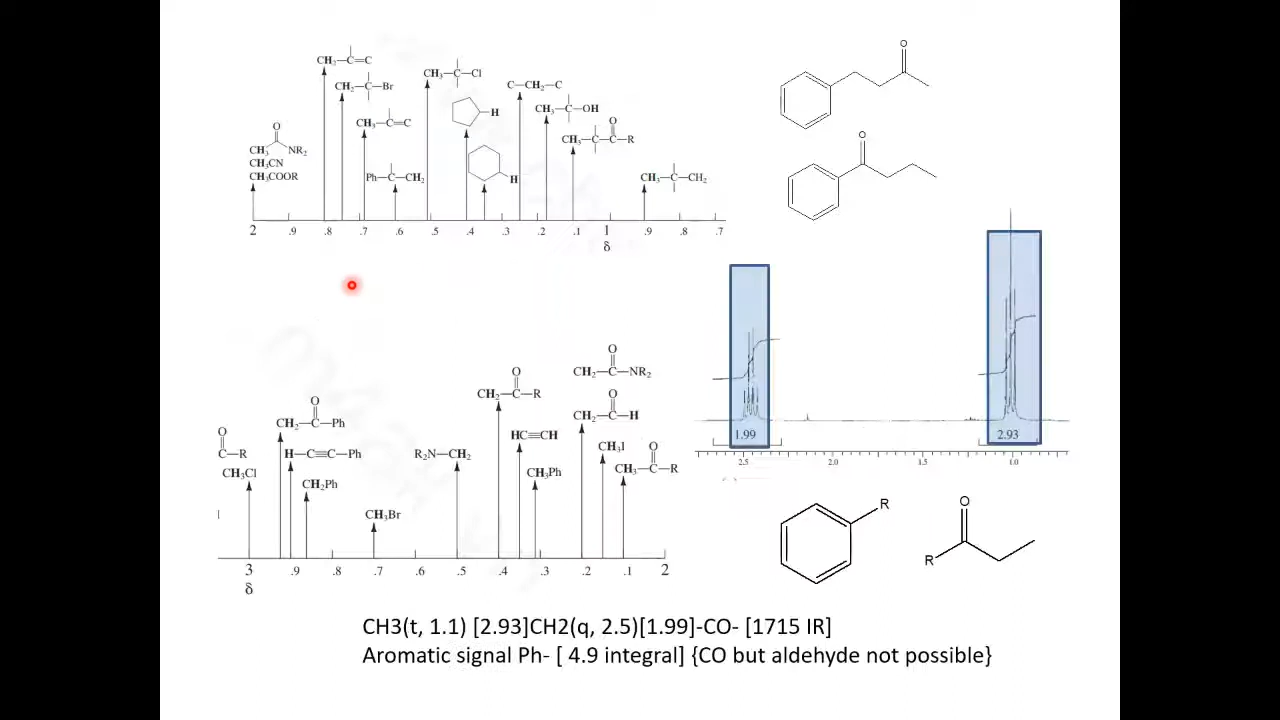 CH3—C=C
CH2—C—Br
CH3—C=C
Ph—C—CH2
CH3—C—Cl
H
H
C—CH2—C
CH3—C—OH
O
CH3—C—C—R
CH3—C—CH2
O
CH3 NR2
CH3CN
CH3COOR
2 .9 .8 .7 .6 .5 .4 .3 .2 .1 1 .9 .8 .7
δ
O
O
O
C—R
CH3Cl
O
CH2—C—Ph
H—C≡C—Ph
CH2Ph
CH3Br
R2N—CH2
O
CH2—C—R
HC≡CH
CH3Ph
O
CH2—C—NR2
O
CH2—C—H
CH3I
O
CH3—C—R
3 .9 .8 .7 .6 .5 .4 .3 .2 .1 2
δ
1.99 2.93
2.5 2.0 1.5 1.0
R
O
R
CH3(t, 1.1) [2.93]CH2(q, 2.5)[1.99]-CO- [1715 IR]
Aromatic signal Ph- [ 4.9 integral] {CO but aldehyde not possible}